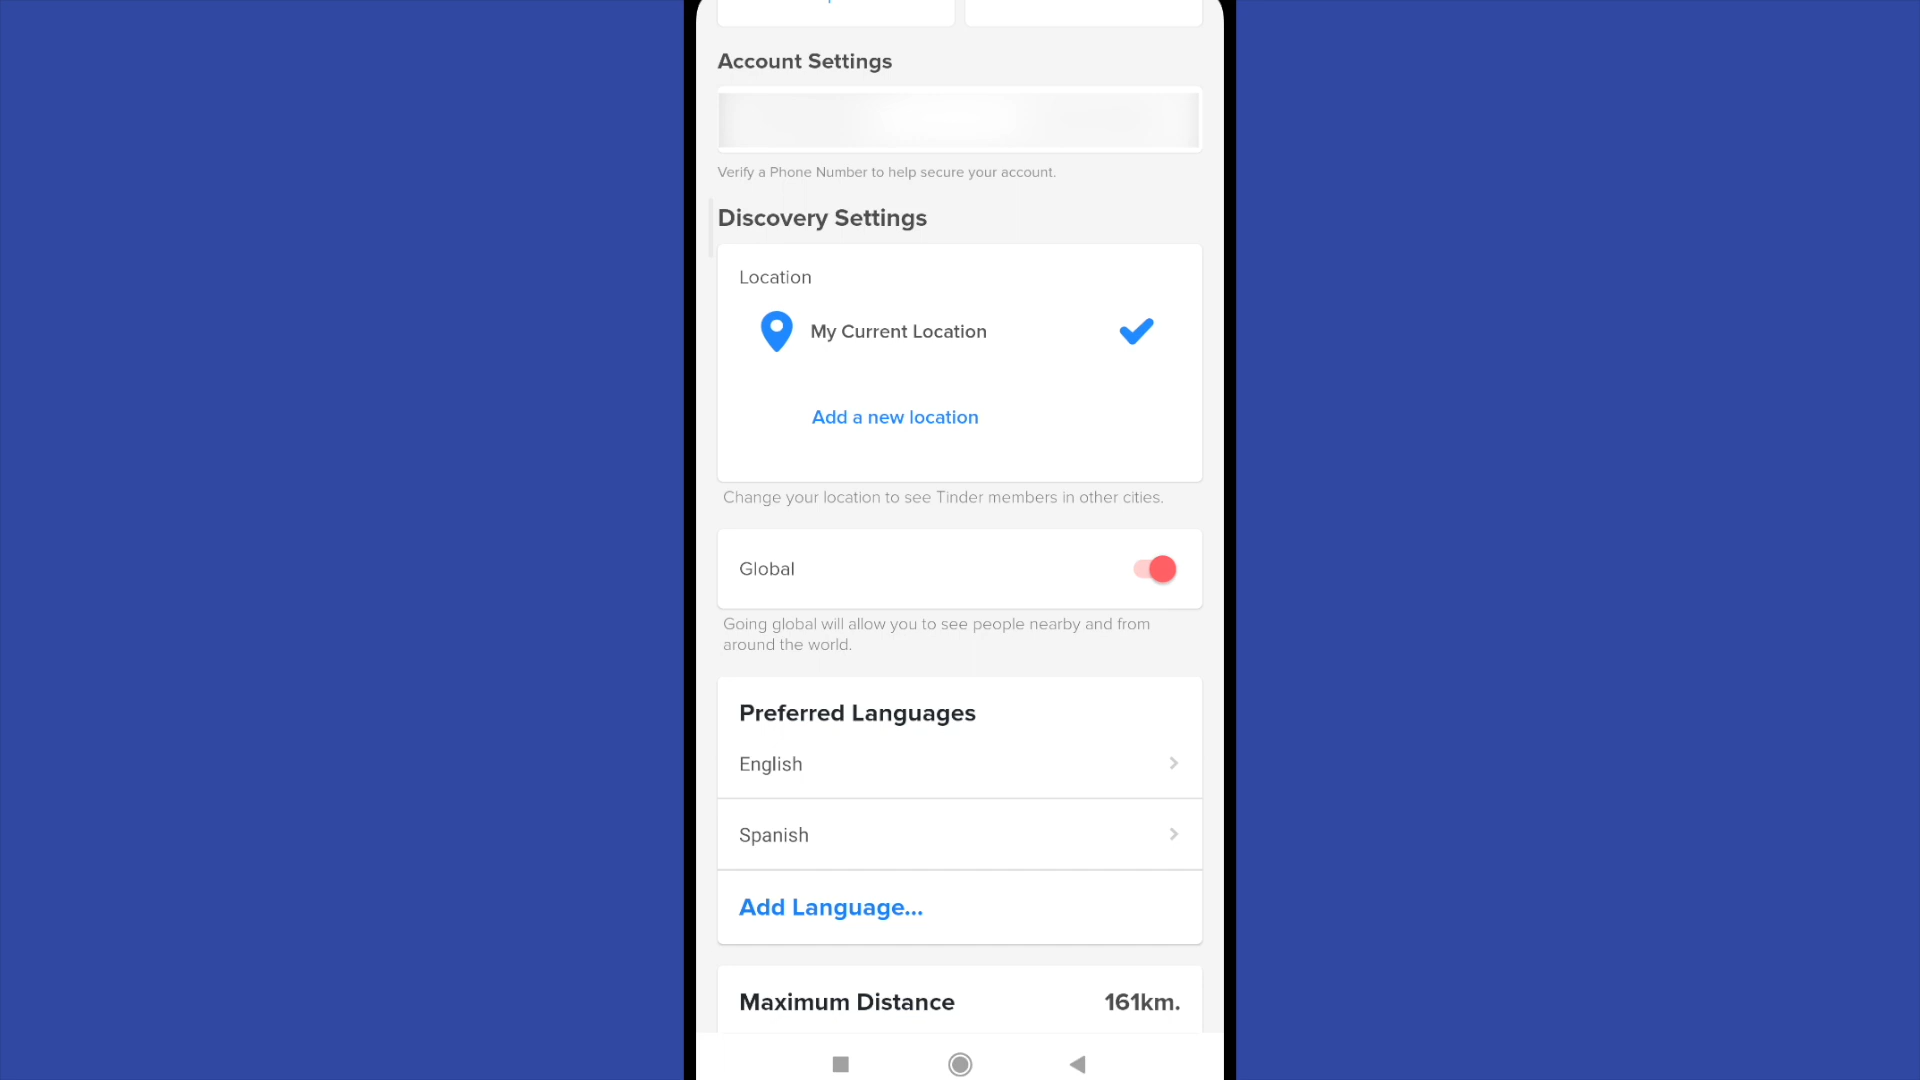 Account Settings
Verify a Phone Number to help secure your account.
Discovery Settings
Location
My Current Location
Add a new location
Change your location to see Tinder members in other cities.
Global
Going global will allow you to see people nearby and from
around the world.
Preferred Languages
English
Spanish
Add Language...
Maximum Distance 161km.